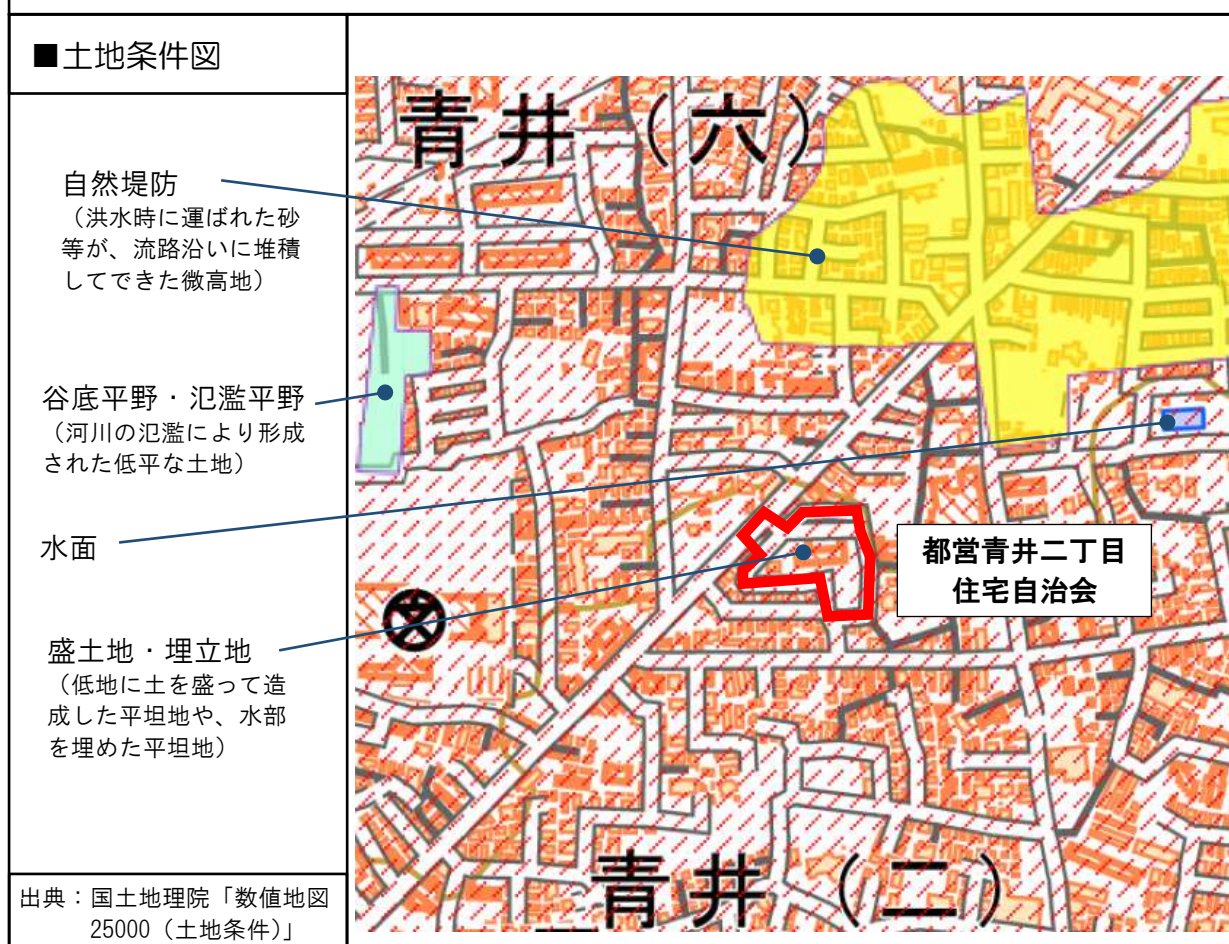 ■土地条件図
自然堤防
（洪水時に運ばれた砂
等が、流路沿いに堆積
してできた微高地）
谷底平野・氾濫平野
（河川の氾濫により形成
された低平な土地）
水面
盛土地・埋立地
（低地に土を盛って造
成した平坦地や、水部
を埋めた平坦地）
出典：国土地理院「数値地図
25000（土地条件）」
青井（六）
都営青井二丁目
住宅自治会
青井（二）